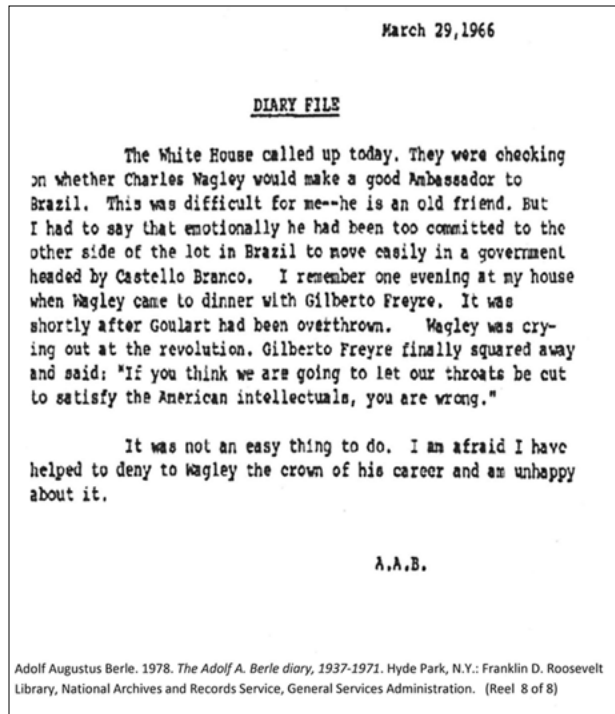 March 29,1966
DIARY FILE
The White House called up today. They were checking
on whether Charles Wagley would make a good Ambassador to
Brazil. This was difficult for me--he is an old friend. But
I had to say that emotionally he had been too committed to the
other side of the lot in Brazil to move easily in a government
headed by Castello Branco. I remember one evening at my house
when Wagley came to dinner with Gilberto Freyre. It was
shortly after Goulart had been overthrown. Wagley was cry-
ing out at the revolution. Gilberto Freyre finally squared away
and said: "If you think we are going to let our throats be cut
to satisfy the American intellectuals, you are wrong."
It was not an easy thing to do. I am afraid I have
helped to deny to Wagley the crown of his career and am unhappy
about it.
A.A.B.
Adolf Augustus Berle. 1978. The Adolf A. Berle diary, 1937-1971. Hyde Park, N.Y.: Franklin D. Roosevelt
Library, National Archives and Records Service, General Services Administration. (Reel 8 of 8)